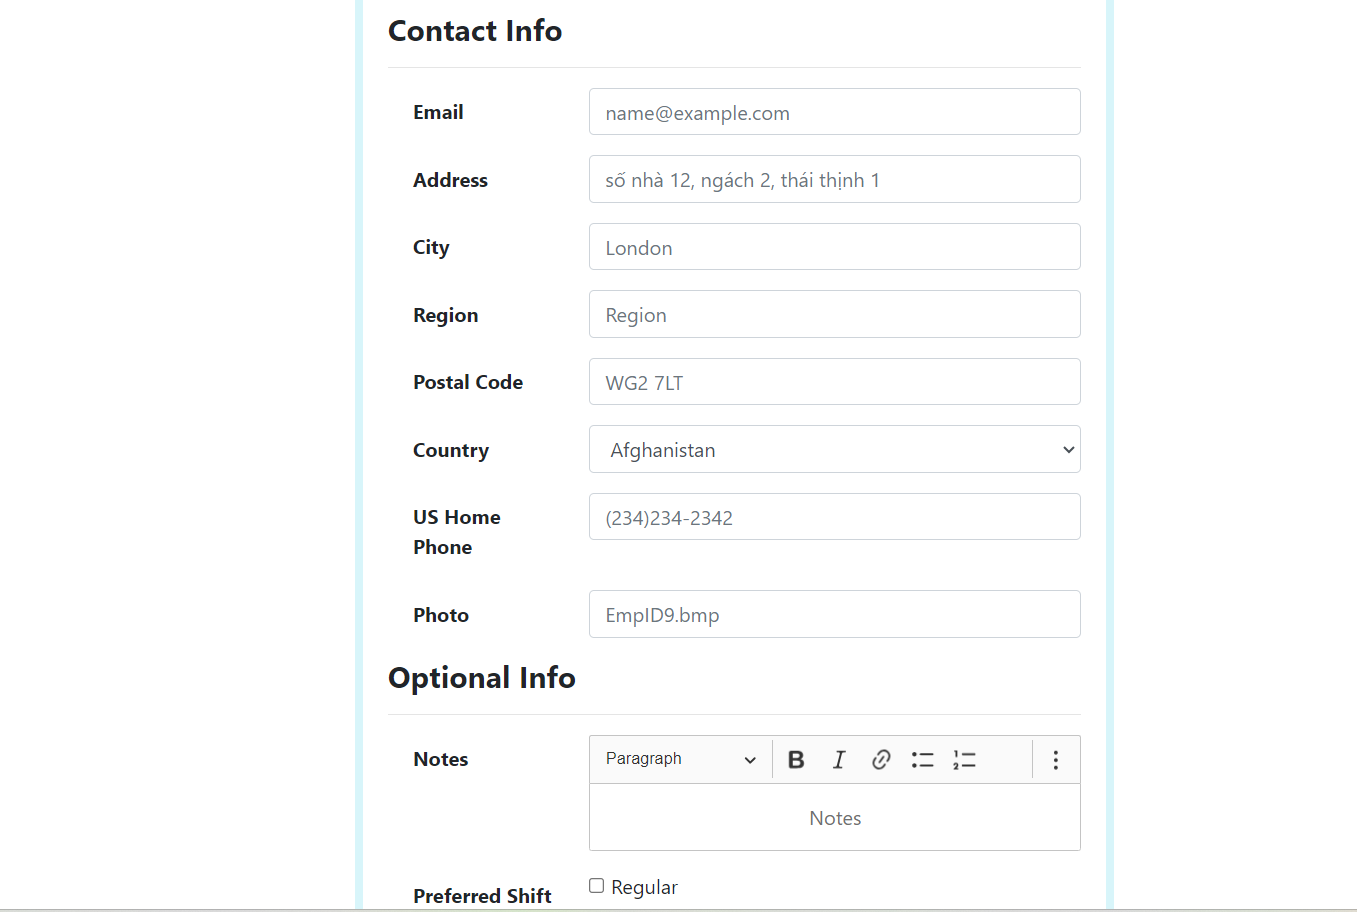 Contact Info
Email
name@example.com
Address
số nhà 12, ngách 2, thái thịnh 1
City
London
Region
Region
Postal Code
WG2 7LT
Country
Afghanistan
US Home
Phone
(234)234-2342
Photo
EmpID9.bmp
Optional Info
Notes
Paragraph
Notes
Preferred Shift
Regular